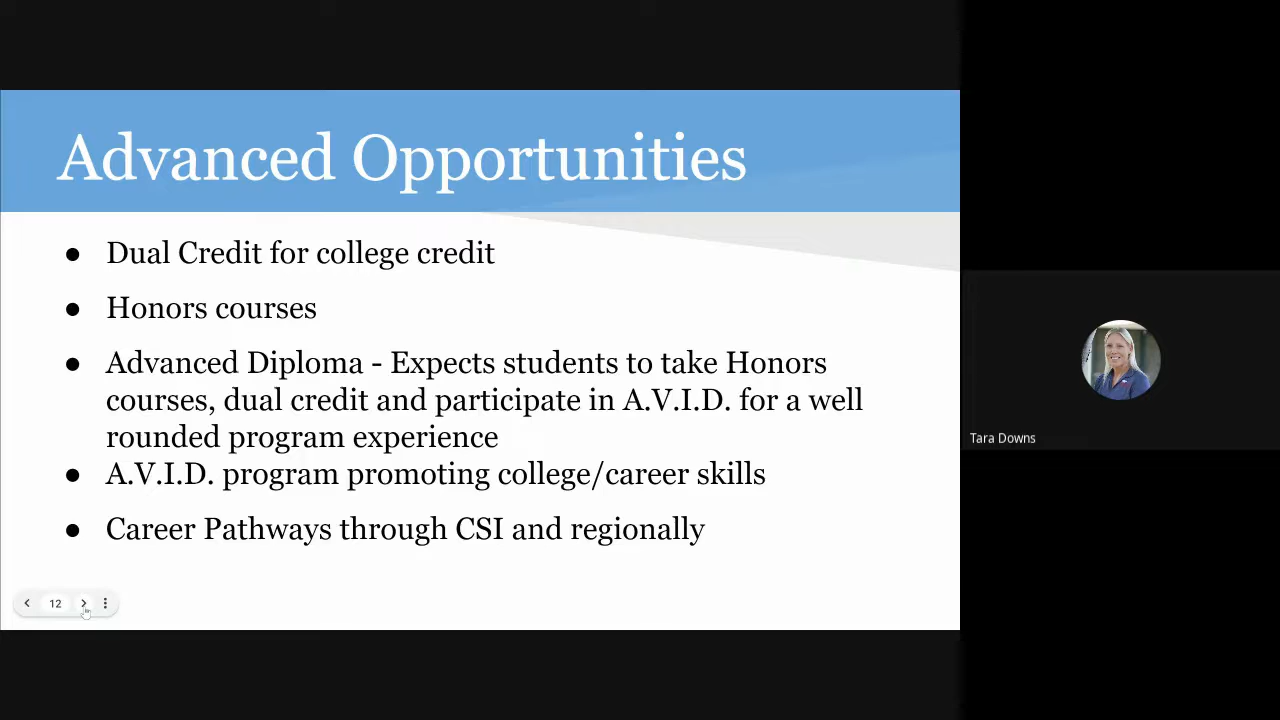 Advanced Opportunities
● Dual Credit for college credit
● Honors courses
● Advanced Diploma - Expects students to take Honors
courses, dual credit and participate in A.V.I.D. for a well
rounded program experience
● A.V.I.D. program promoting college/career skills
● Career Pathways through CSI and regionally
12
Tara Downs